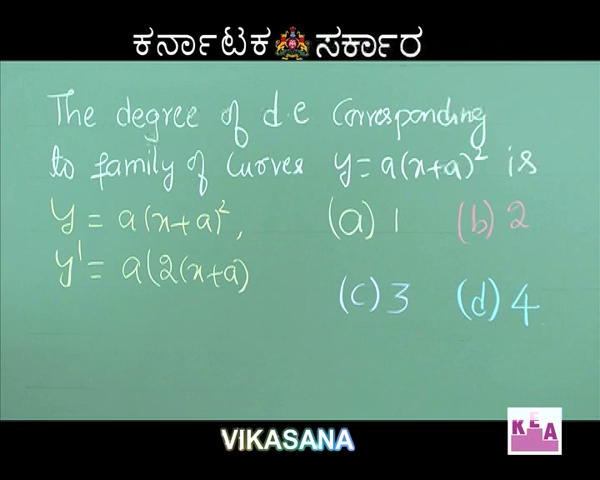 ಕರ್ನಾಟಕ ಸರ್ಕಾರ
The degree of d.e Corresponding
to family of Curves y = a(x+a)² is
y = a(x+a)², (a) 1 (b) 2
y' = a(2(x+a)
(c) 3 (d) 4
VIKASANA
KEA